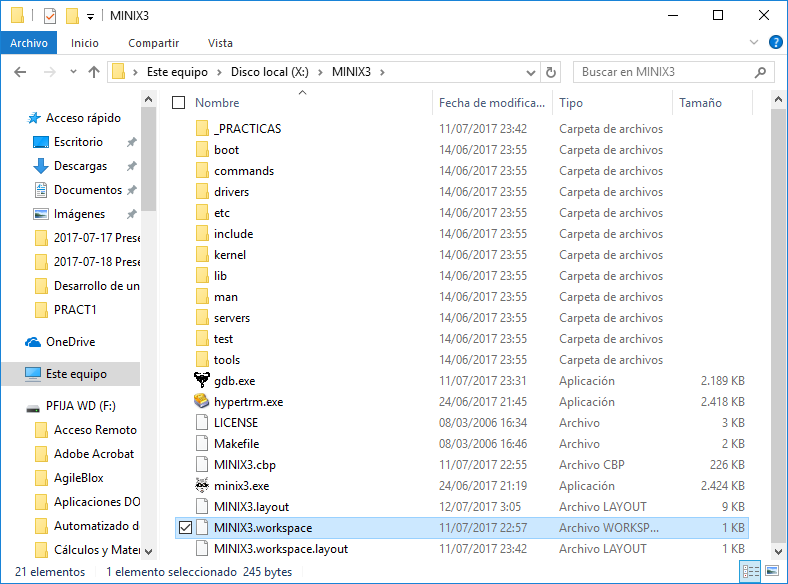 MINIX3
Archivo Inicio Compartir Vista
Este equipo > Disco local (X:) > MINIX3 > Buscar en MINIX3
Nombre Fecha de modifica... Tipo Tamaño
Acceso rápido
Escritorio
Descargas
Documentos
Imágenes
2017-07-17 Prese
2017-07-18 Prese
Desarrollo de un
PRACT1
OneDrive
Este equipo
PFIJA WD (F:)
Acceso Remoto
Adobe Acrobat
AgileBlox
Aplicaciones DO
Automatizado d
Cálculos y Mater
_PRACTICAS 11/07/2017 23:42 Carpeta de archivos
boot 14/06/2017 23:55 Carpeta de archivos
commands 14/06/2017 23:55 Carpeta de archivos
drivers 14/06/2017 23:55 Carpeta de archivos
etc 14/06/2017 23:55 Carpeta de archivos
include 14/06/2017 23:55 Carpeta de archivos
kernel 14/06/2017 23:55 Carpeta de archivos
lib 14/06/2017 23:55 Carpeta de archivos
man 14/06/2017 23:55 Carpeta de archivos
servers 14/06/2017 23:55 Carpeta de archivos
test 14/06/2017 23:55 Carpeta de archivos
tools 14/06/2017 23:55 Carpeta de archivos
gdb.exe 11/07/2017 23:31 Aplicación 2.189 KB
hypertrm.exe 24/06/2017 21:45 Aplicación 2.418 KB
LICENSE 08/03/2006 16:34 Archivo 3 KB
Makefile 08/03/2006 16:46 Archivo 2 KB
MINIX3.cbp 11/07/2017 22:55 Archivo CBP 226 KB
minix3.exe 24/06/2017 21:19 Aplicación 2.424 KB
MINIX3.layout 12/07/2017 3:05 Archivo LAYOUT 9 KB
MINIX3.workspace 11/07/2017 22:57 Archivo WORKSP... 1 KB
MINIX3.workspace.layout 11/07/2017 23:42 Archivo LAYOUT 1 KB
21 elementos 1 elemento seleccionado 245 bytes